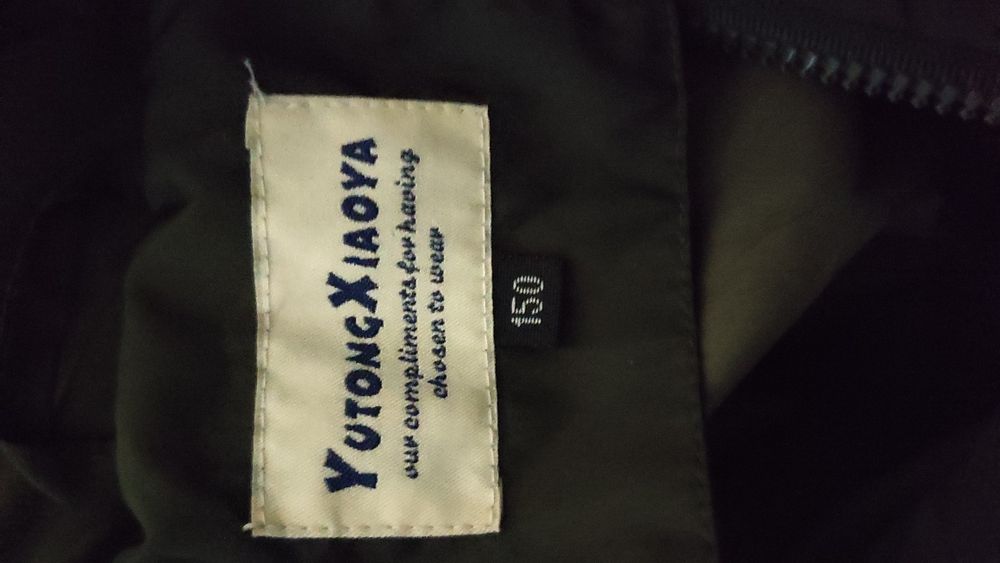 YUTONGXIAOYA
our compliments for having
chosen to wear
150